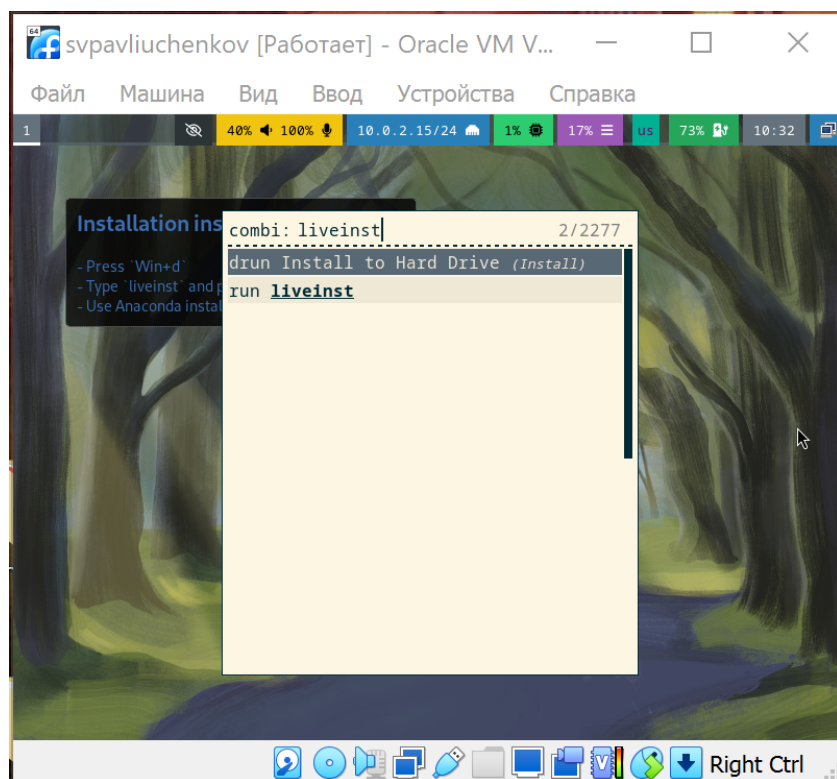 64
svpavliuchenkov [Работает] - Oracle VM V...
Файл Машина Вид Ввод Устройства Справка
1 40% 100% 10.0.2.15/24 1% 17% us 73% 10:32
Installation
- Press `Win+d`
- Type `liveinst` and
- Use Anaconda
combi: liveinst 2/2277
drun Install to Hard Drive (Install)
run liveinst
Right Ctrl